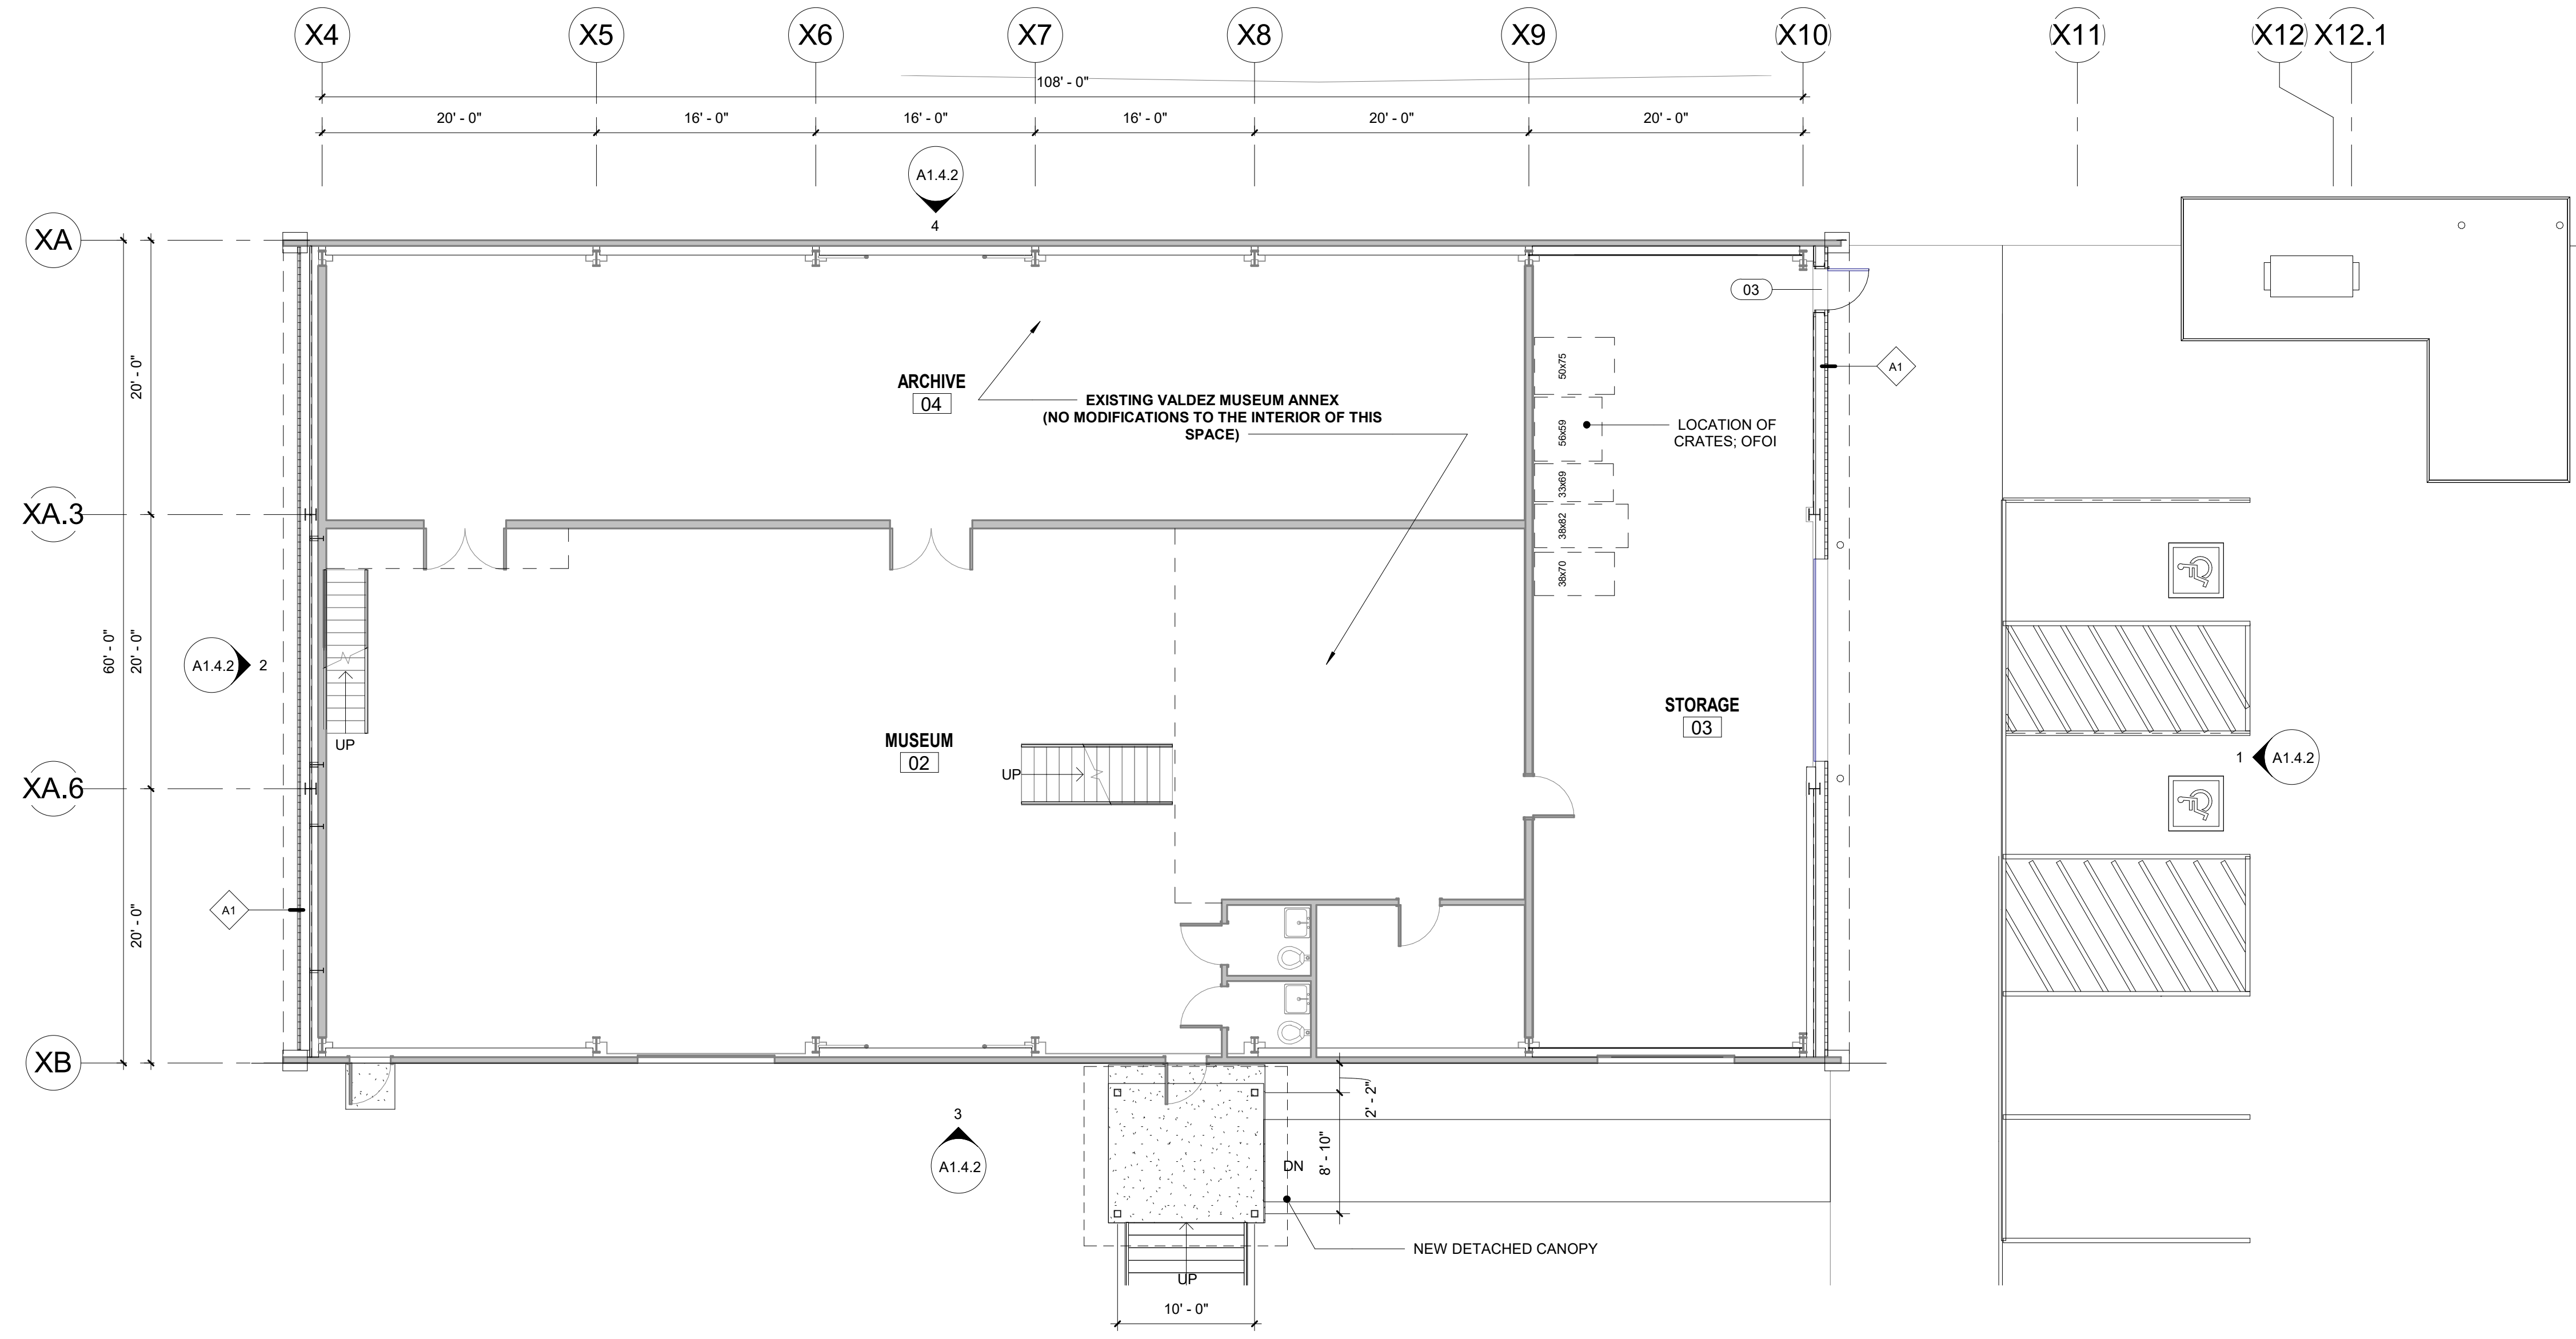 X4 X5 X6 X7 X8 X9 X10 X11 X12 X12.1
108' - 0"
20' - 0" 16' - 0" 16' - 0" 16' - 0" 20' - 0" 20' - 0"
A1.4.2
4
XA
03
50x75
A1
20' - 0"
ARCHIVE
04
EXISTING VALDEZ MUSEUM ANNEX
(NO MODIFICATIONS TO THE INTERIOR OF THIS
SPACE)
56x59
LOCATION OF
CRATES; OFOI
33x69
XA.3
38x82
38x70
60' - 0"
20' - 0"
A1.4.2
2
UP
STORAGE
03
MUSEUM
02
UP
1
A1.4.2
XA.6
A1
20' - 0"
XB
2' - 2"
3
A1.4.2
DN
8' - 10"
NEW DETACHED CANOPY
UP
10' - 0"